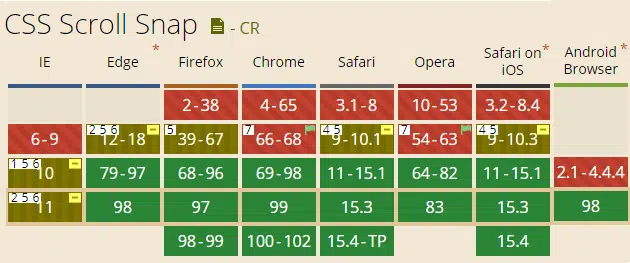 CSS Scroll Snap - CR
IE Edge * Firefox Chrome Safari Opera Safari on iOS * Android Browser *
2-38 4-65 3.1-8 10-53 3.2-8.4
6-9 2 5 6 12-18 5 39-67 7 66-68 4 5 9-10.1 7 54-63 4 5 9-10.3
1 5 6 10 79-97 68-96 69-98 11-15.1 64-82 11-15.1 2.1-4.4.4
2 5 6 11 98 97 99 15.3 83 15.3 98
98-99 100-102 15.4-TP 15.4